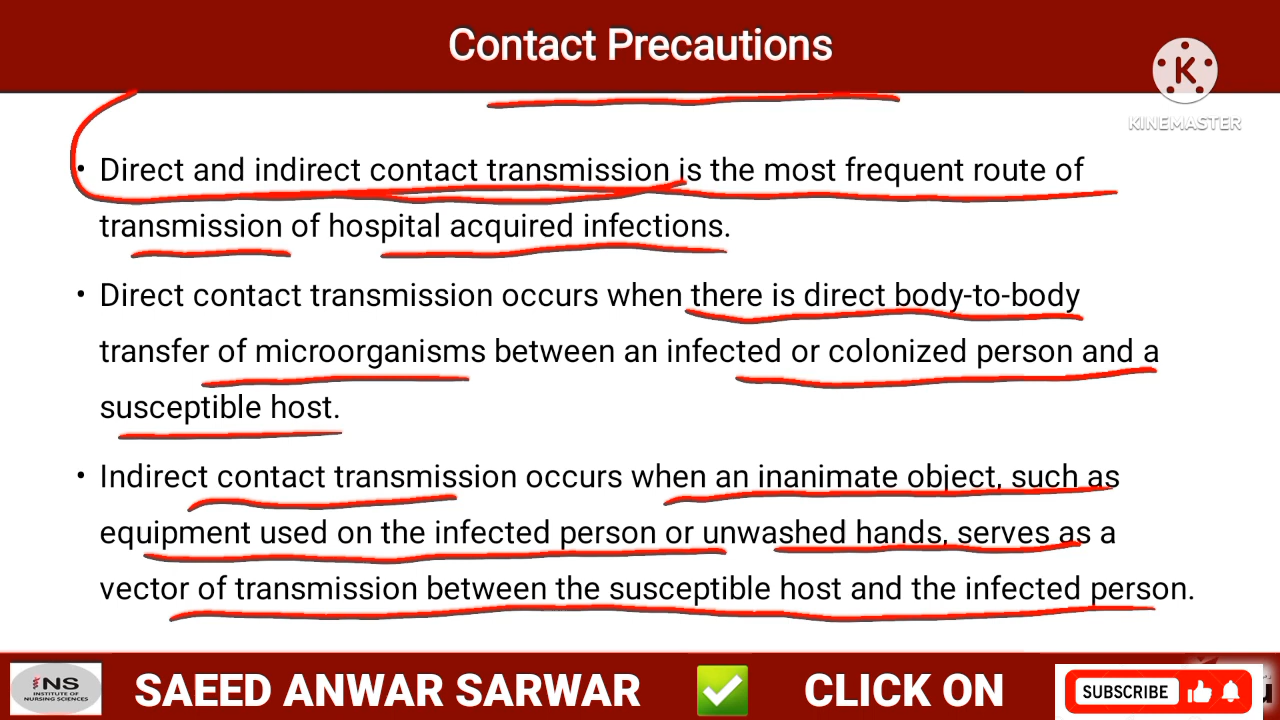 Contact Precautions
K
KINEMASTER
• Direct and indirect contact transmission is the most frequent route of
transmission of hospital acquired infections.
• Direct contact transmission occurs when there is direct body-to-body
transfer of microorganisms between an infected or colonized person and a
susceptible host.
• Indirect contact transmission occurs when an inanimate object, such as
equipment used on the infected person or unwashed hands, serves as a
vector of transmission between the susceptible host and the infected person.
iNS
INSTITUTE OF
NURSING SCIENCES
SAEED ANWAR SARWAR ✅ CLICK ON
SUBSCRIBE